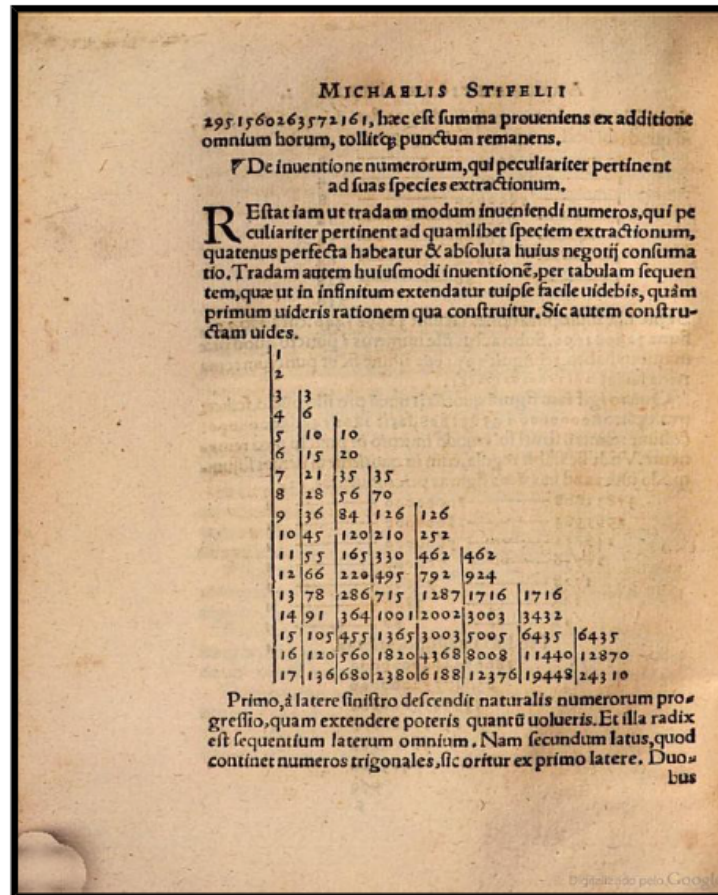 MICHAELIS STIFELII
2951560263572161, hæc est summa proueniens ex additione
omnium horum, tollitq̃ punctum remanens.
De inuentione numerorum, qui peculiariter pertinent
ad suas species extractionum.
REstat iam ut tradam modum inueniendi numeros, qui pe
culiariter pertinent ad quamlibet speciem extractionum,
quatenus perfecta habeatur & absoluta huius negotij consuma
tio. Tradam autem huiusmodi inuentionẽ, per tabulam sequen
tem, quæ ut in infinitum extendatur tuipse facile uidebis, quàm
primum uideris rationem qua construitur. Sic autem constru-
ctam uides.
1
2
3 3
4 6
5 10 10
6 15 20
7 21 35 35
8 28 56 70
9 36 84 126 126
10 45 120 210 252
11 55 165 330 462 462
12 66 220 495 792 924
13 78 286 715 1287 1716 1716
14 91 364 1001 2002 3003 3432
15 105 455 1365 3003 5005 6435 6435
16 120 560 1820 4368 8008 11440 12870
17 136 680 2380 6188 12376 19448 24310
Primo, à latere sinistro descendit naturalis numerorum pro-
gressio, quam extendere poteris quantũ uolueris. Et illa radix
est sequentium laterum omnium. Nam secundum latus, quod
continet numeros trigonales, sic oritur ex primo latere. Duo-
bus
Digitalizado pelo Google